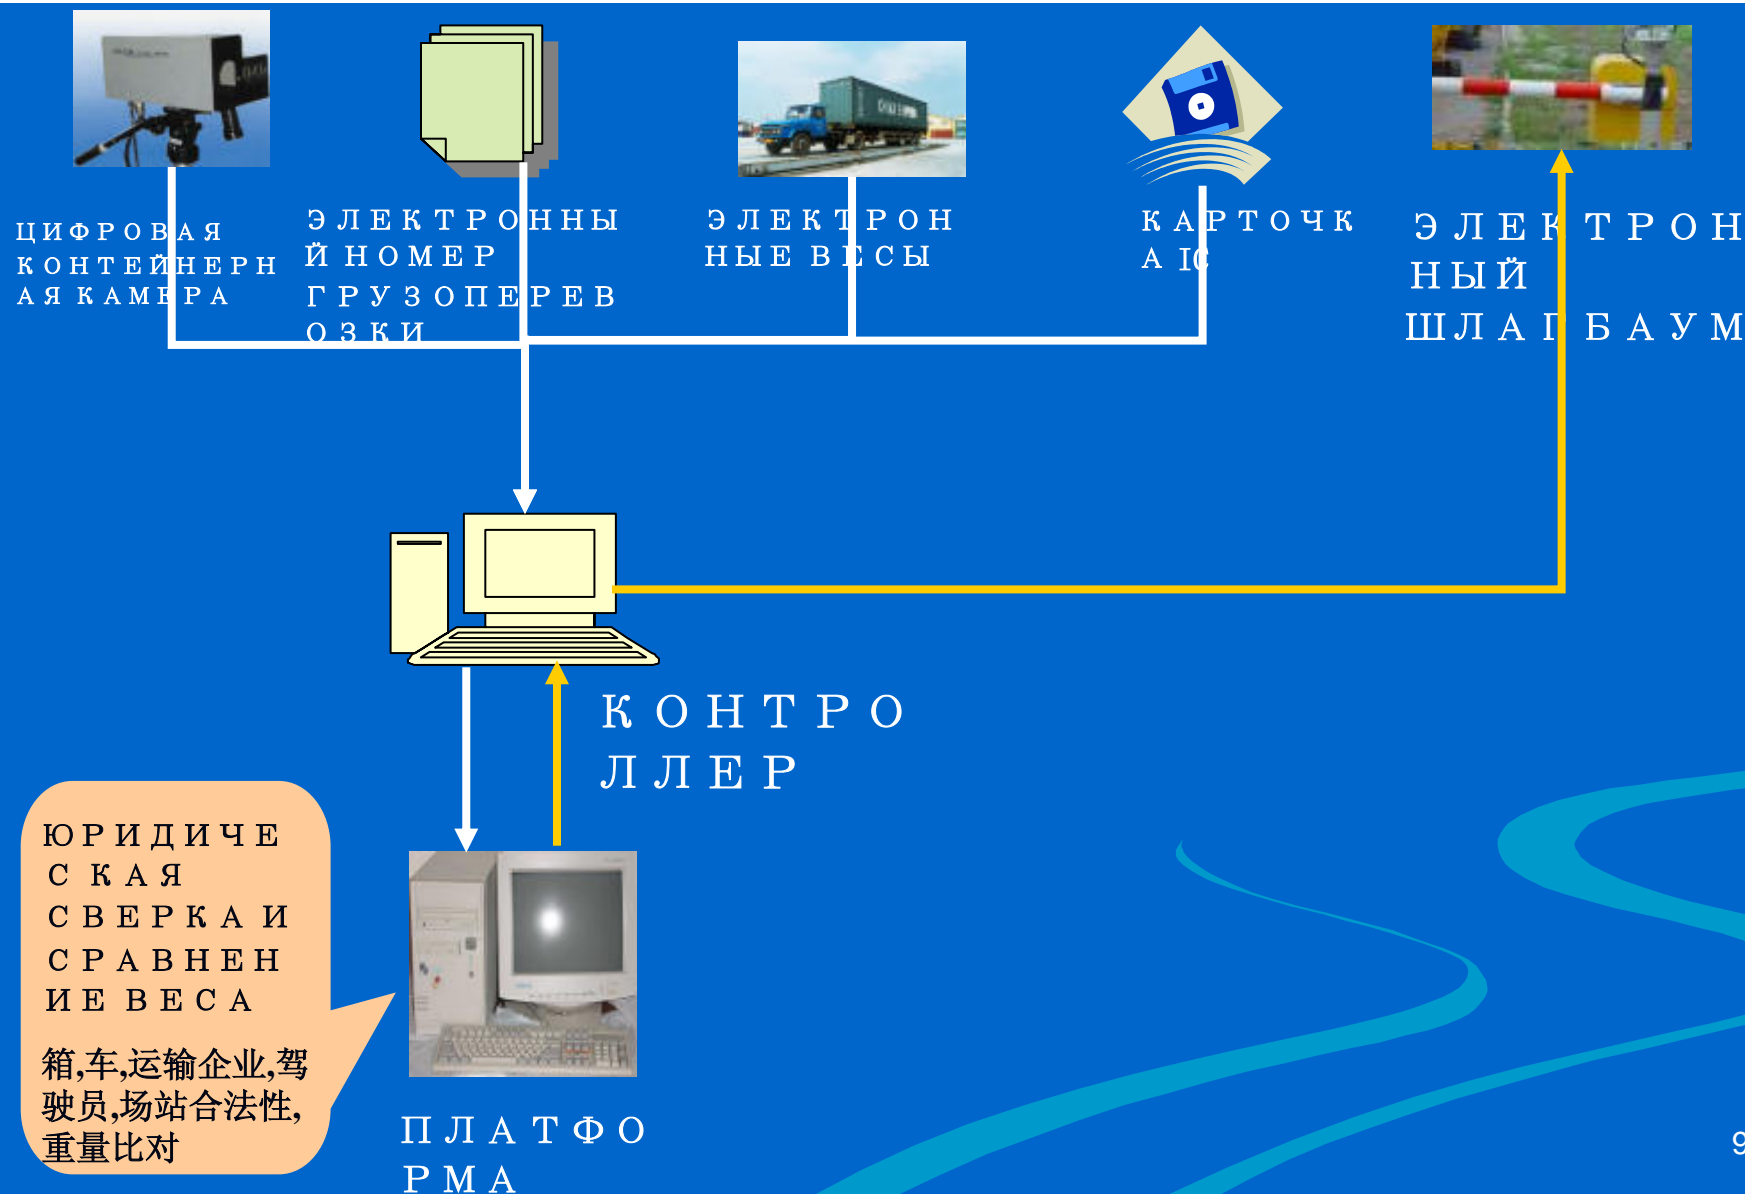 ЦИФРОВАЯ
КОНТЕЙНЕРН
АЯ КАМЕРА
ЭЛЕКТРОННЫ
Й НОМЕР
ГРУЗОПЕРЕВ
ОЗКИ
ЭЛЕКТРОН
НЫЕ ВЕСЫ
КАРТОЧК
А IC
ЭЛЕКТРОН
НЫЙ
ШЛАГБАУМ
КОНТРО
ЛЛЕР
ЮРИДИЧЕ
СКАЯ
СВЕРКА И
СРАВНЕН
ИЕ ВЕСА
箱,车,运输企业,驾
驶员,场站合法性,
重量比对
ПЛАТФО
РМА
9